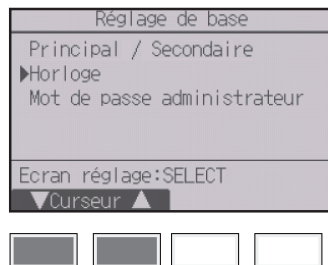 Réglage de base
Principal / Secondaire
▶Horloge
Mot de passe administrateur
Ecran réglage:SELECT
▼Curseur ▲